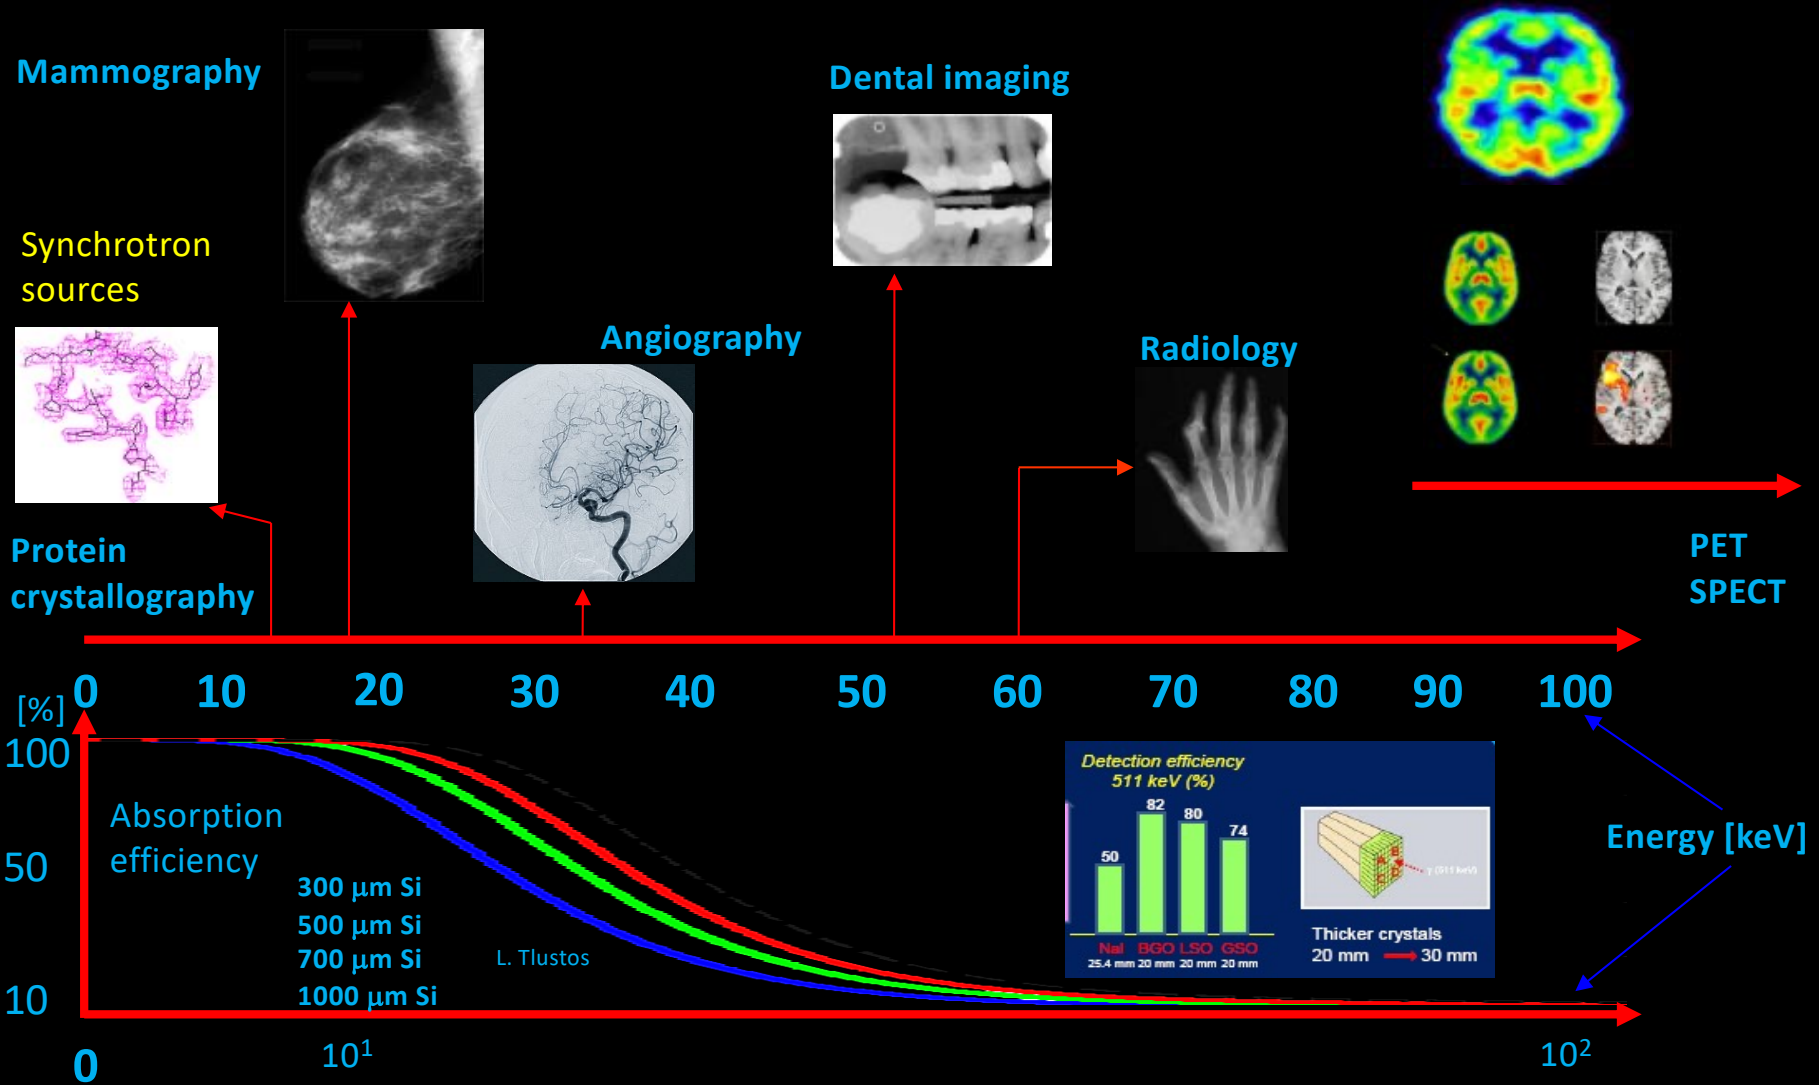 Mammography
Dental imaging
Synchrotron
sources
Angiography
Radiology
Protein
crystallography
PET
SPECT
0 10 20 30 40 50 60 70 80 90 100
[%]
100
50
10
Absorption
efficiency
300 μm Si
500 μm Si
700 μm Si
1000 μm Si
L. Tlustos
Detection efficiency
511 keV (%)
50 82 80 74
NaI BGO LSO GSO
25.4 mm 20 mm 20 mm 20 mm
A B
C D
γ (511 keV)
Thicker crystals
20 mm 30 mm
Energy [keV]
0 10¹ 10²